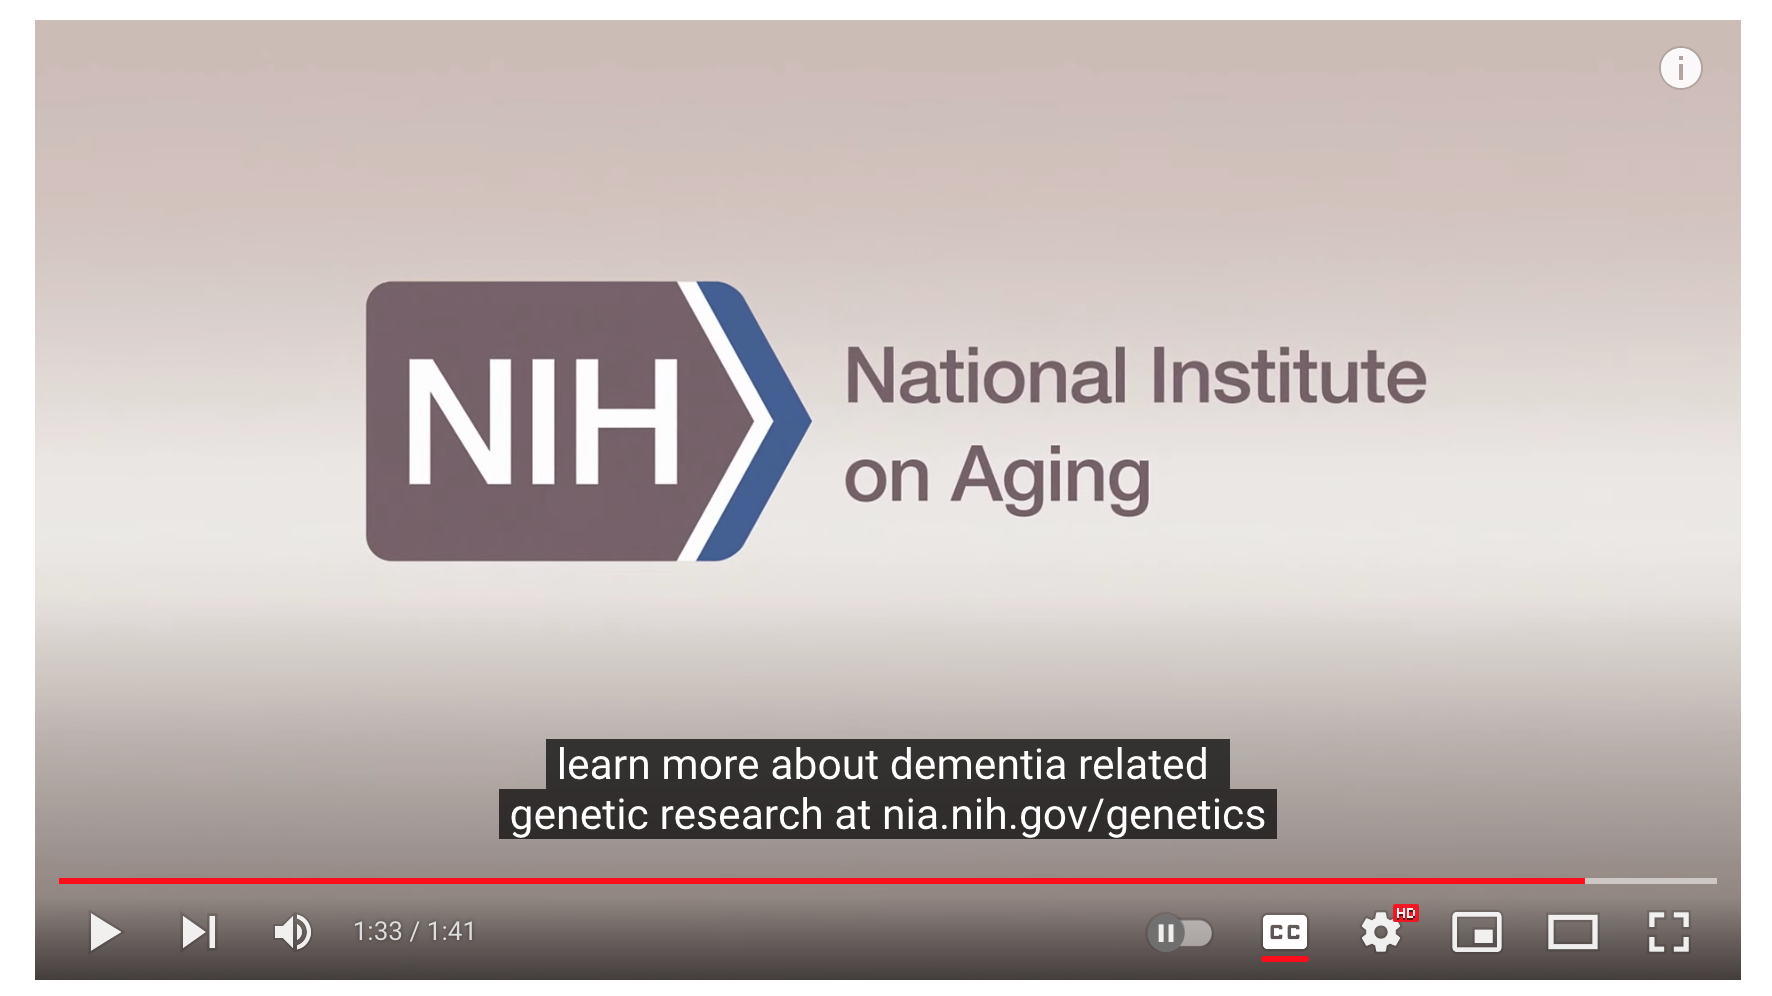 i
NIH
National Institute
on Aging
learn more about dementia related
genetic research at nia.nih.gov/genetics
1:33 / 1:41
CC
HD